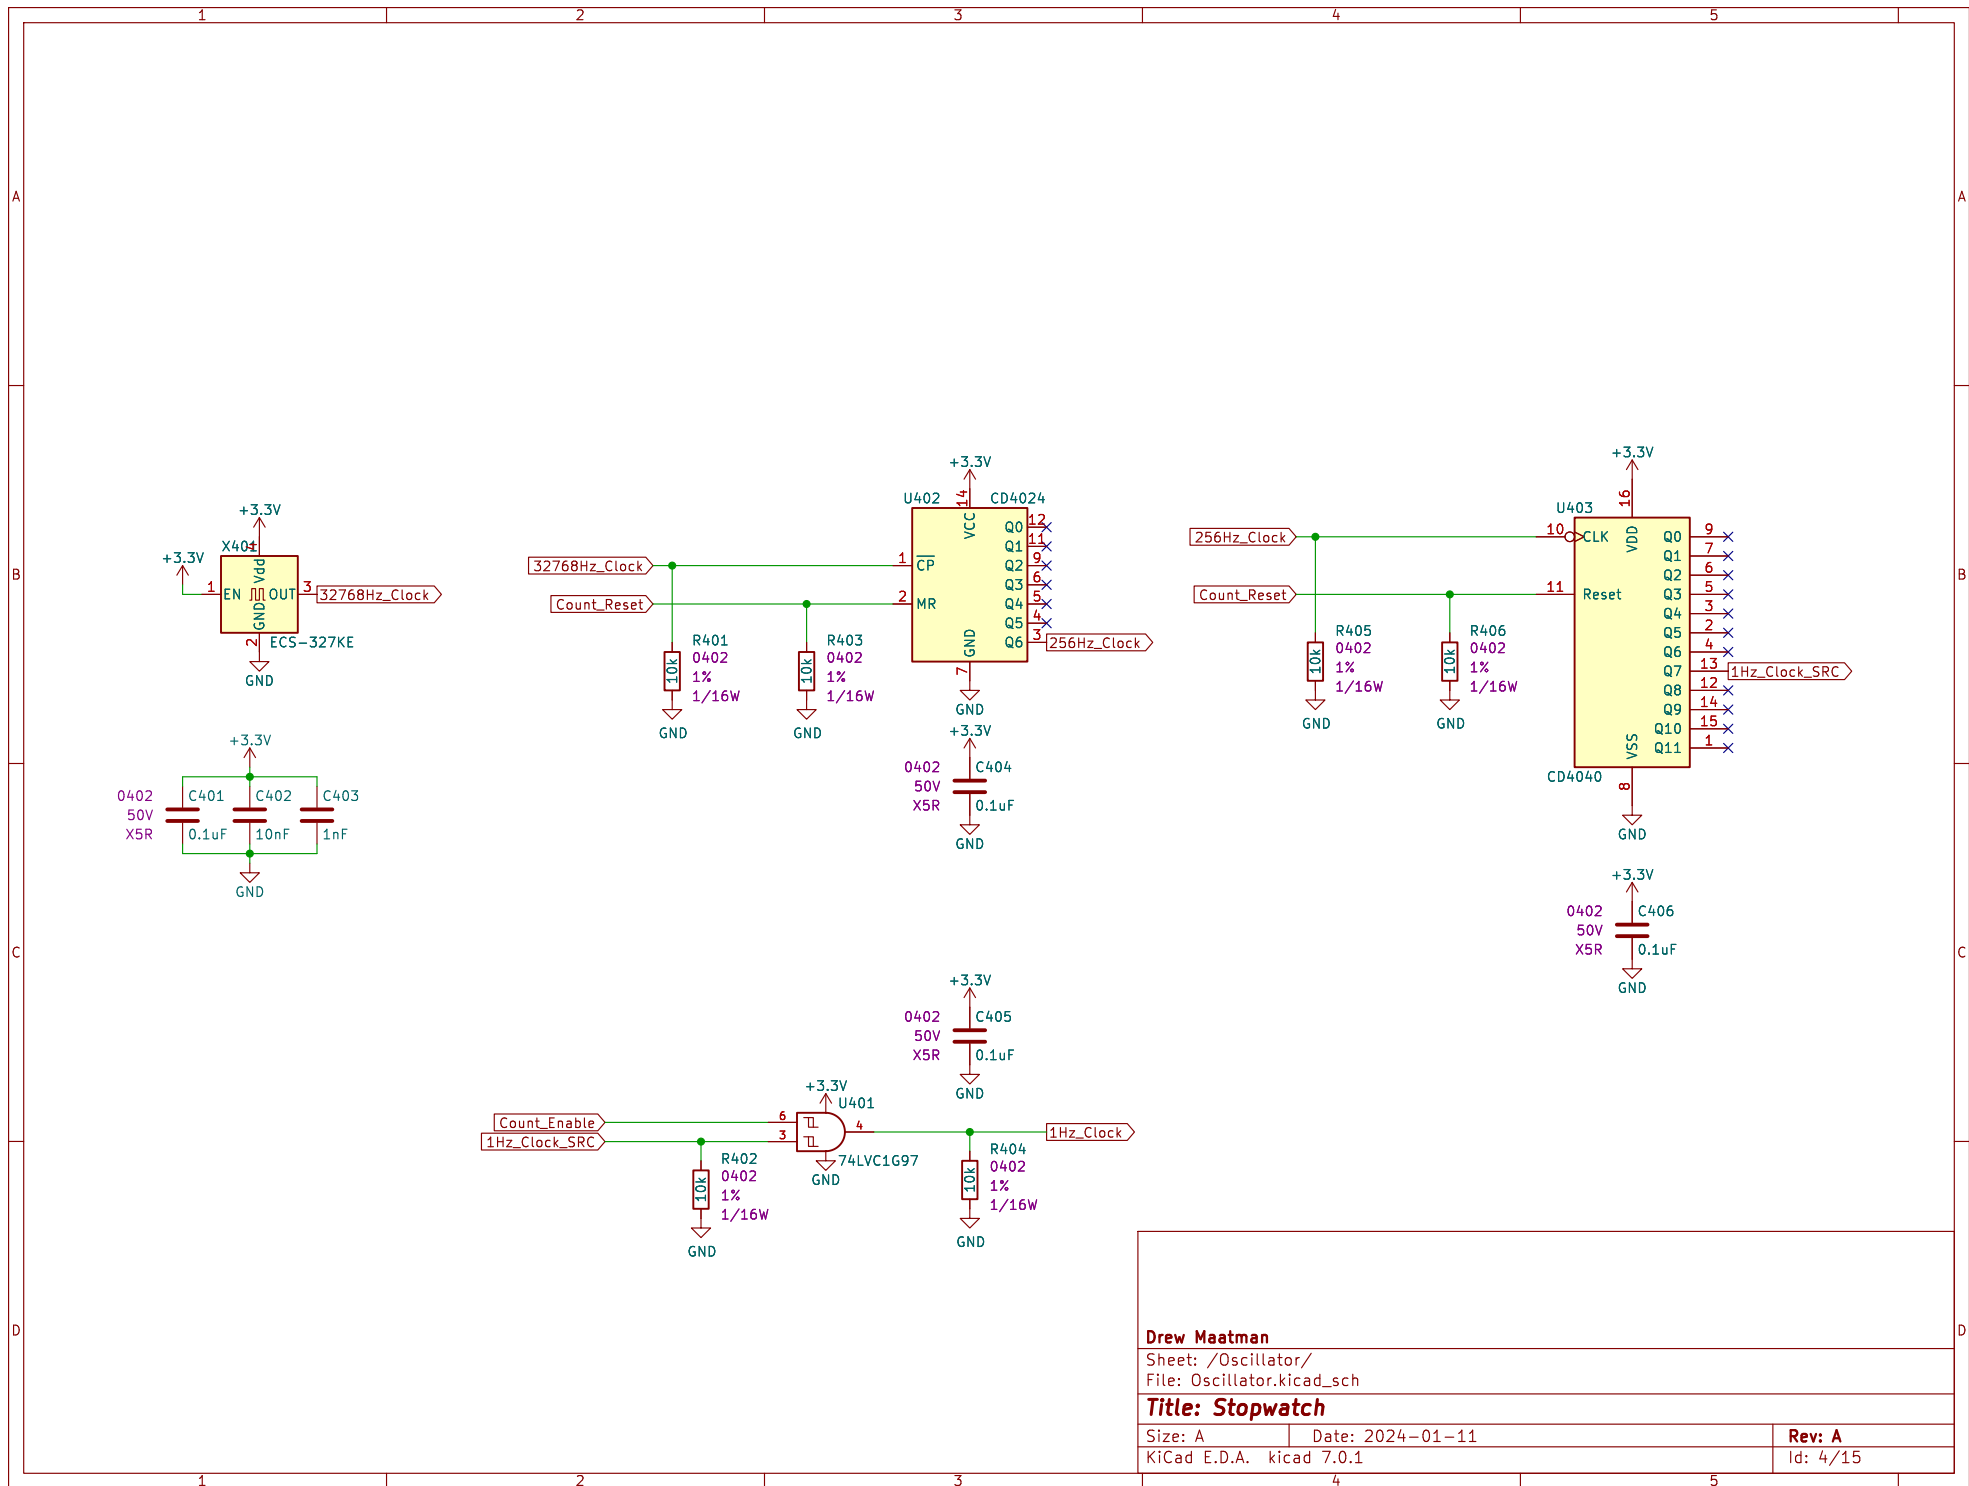 1 2 3 4 5
A A
B B
C C
D D
+3.3V
+3.3V
X401
4
Vdd
1 EN OUT 3
GND
2
ECS-327KE
GND
32768Hz_Clock
+3.3V
0402
50V
X5R
C401
0.1uF
C402
10nF
C403
1nF
GND
32768Hz_Clock
Count_Reset
R401
0402
1%
1/16W
10k
GND
R403
0402
1%
1/16W
10k
GND
+3.3V
U402
CD4024
14
VCC
1 CP
2 MR
Q0 12
Q1 11
Q2 9
Q3 6
Q4 5
Q5 4
Q6 3
GND
7
GND
256Hz_Clock
+3.3V
0402
50V
X5R
C404
0.1uF
GND
256Hz_Clock
Count_Reset
R405
0402
1%
1/16W
10k
GND
R406
0402
1%
1/16W
10k
GND
+3.3V
U403
16
VDD
10 CLK
11 Reset
Q0 9
Q1 7
Q2 6
Q3 5
Q4 3
Q5 2
Q6 4
Q7 13
Q8 12
Q9 14
Q10 15
Q11 1
VSS
8
CD4040
GND
1Hz_Clock_SRC
+3.3V
0402
50V
X5R
C406
0.1uF
GND
+3.3V
0402
50V
X5R
C405
0.1uF
GND
Count_Enable
1Hz_Clock_SRC
+3.3V
U401
6
3
4
74LVC1G97
GND
R402
0402
1%
1/16W
10k
GND
1Hz_Clock
R404
0402
1%
1/16W
10k
GND
Drew Maatman
Sheet: /Oscillator/
File: Oscillator.kicad_sch
Title: Stopwatch
Size: A Date: 2024-01-11 Rev: A
KiCad E.D.A. kicad 7.0.1 Id: 4/15
1 2 3 4 5